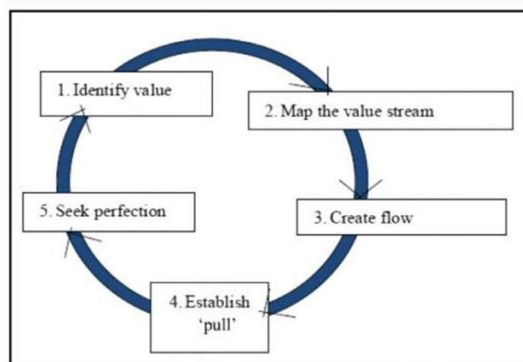 1. Identify value
2. Map the value stream
3. Create flow
4. Establish
‘pull’
5. Seek perfection